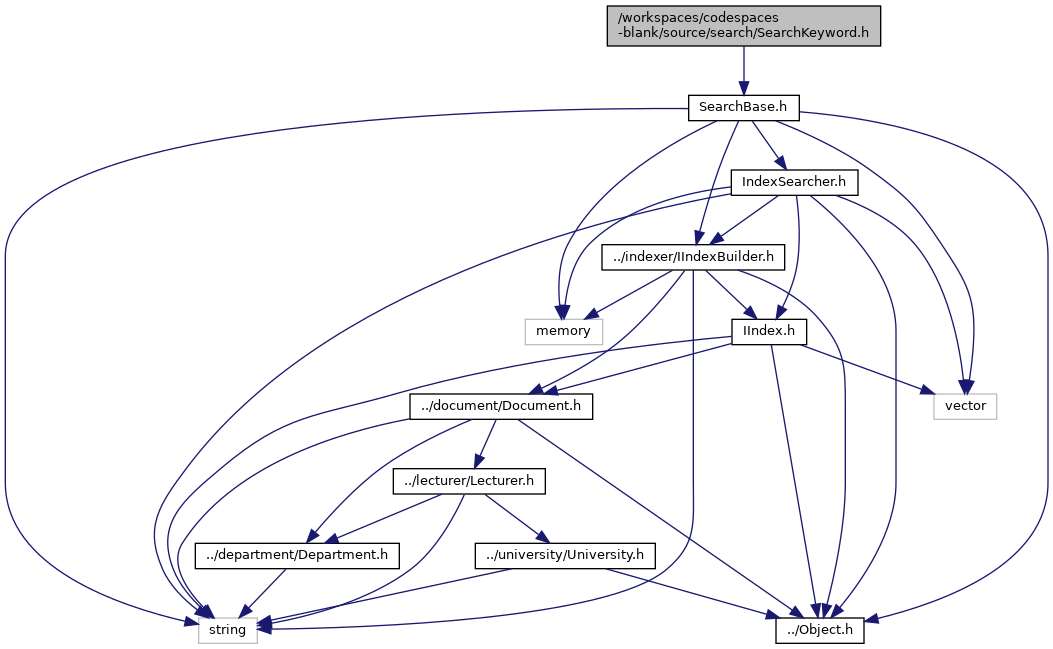 /workspaces/codespaces
-blank/source/search/SearchKeyword.h
SearchBase.h
IndexSearcher.h
../indexer/IIndexBuilder.h
memory
IIndex.h
../document/Document.h
vector
../lecturer/Lecturer.h
../department/Department.h
../university/University.h
string
../Object.h